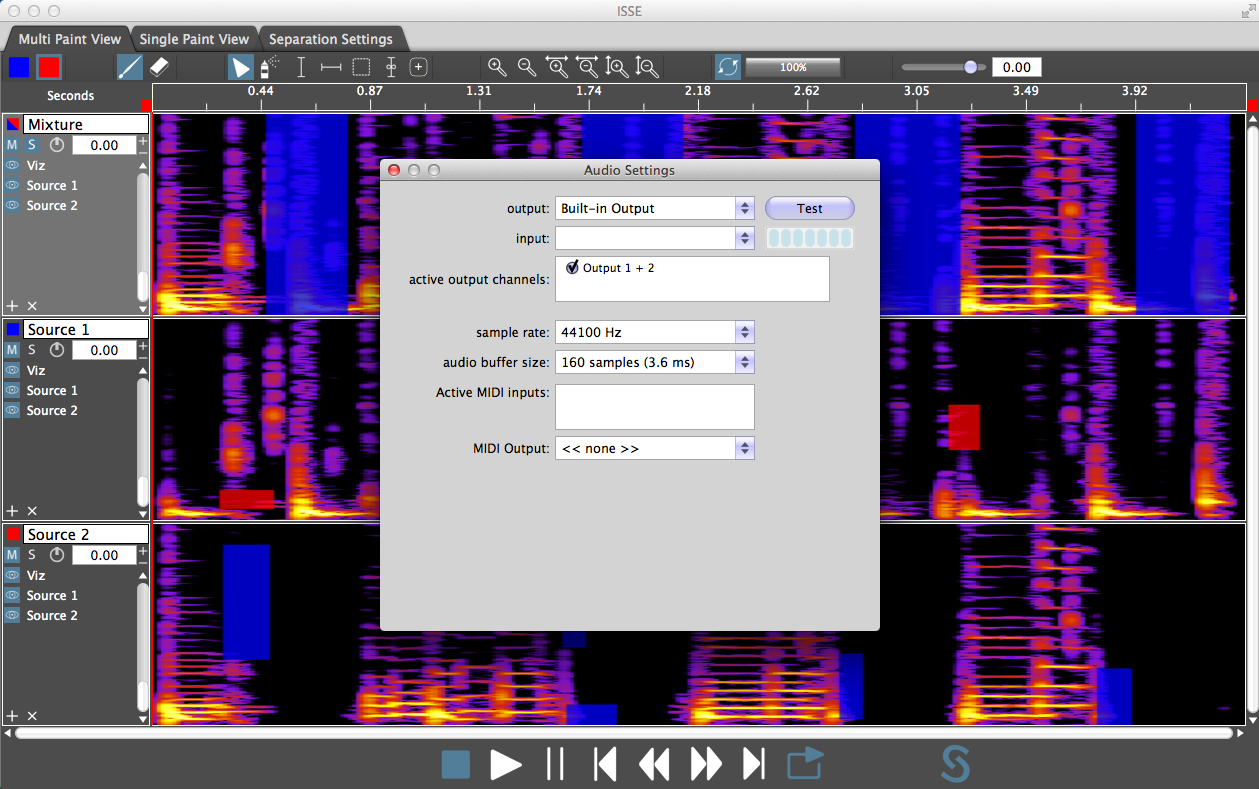 ISSE
Multi Paint View
Single Paint View
Separation Settings
100%
0.00
Seconds
0.44 0.87 1.31 1.74 2.18 2.62 3.05 3.49 3.92
Mixture
M S 0.00
Viz
Source 1
Source 2
Source 1
M S 0.00
Viz
Source 1
Source 2
Source 2
M S 0.00
Viz
Source 1
Source 2
Audio Settings
output: Built-in Output Test
input:
active output channels: Output 1 + 2
sample rate: 44100 Hz
audio buffer size: 160 samples (3.6 ms)
Active MIDI inputs:
MIDI Output: << none >>
S